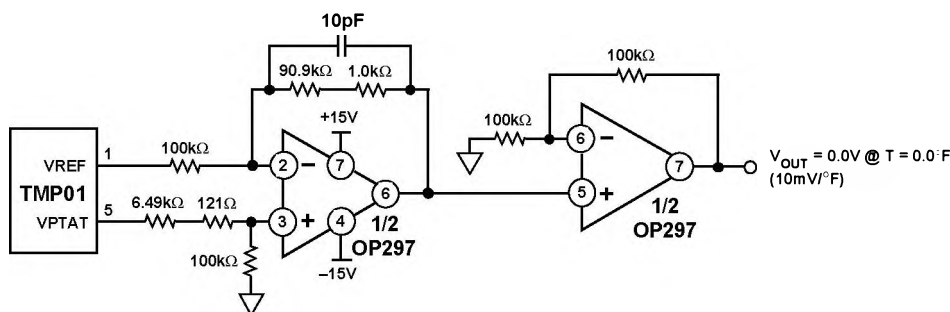 10pF
90.9kΩ
1.0kΩ
100kΩ
+15V
100kΩ
VREF
1
100kΩ
2
–
7
6
–
7
VOUT = 0.0V @ T = 0.0°F
(10mV/°F)
TMP01
6
5
+
VPTAT
5
6.49kΩ
121Ω
3
+
4
1/2
OP297
1/2
OP297
100kΩ
–15V